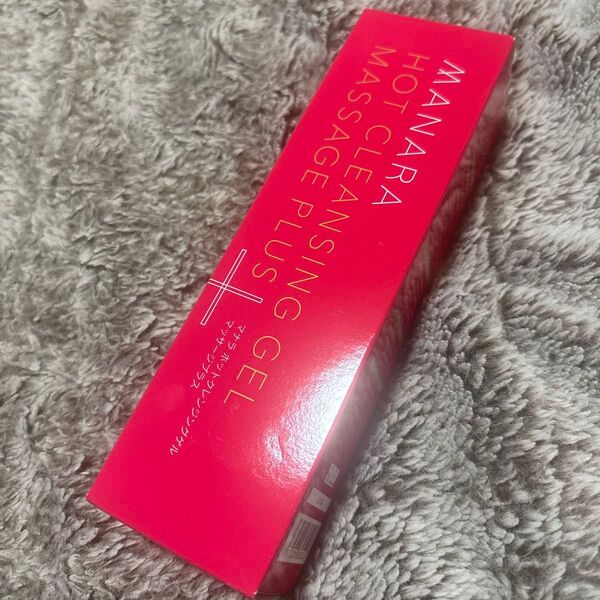 MANARA
HOT CLEANSING GEL
MASSAGE PLUS
マナラ ホットクレンジングゲル
マッサージプラス